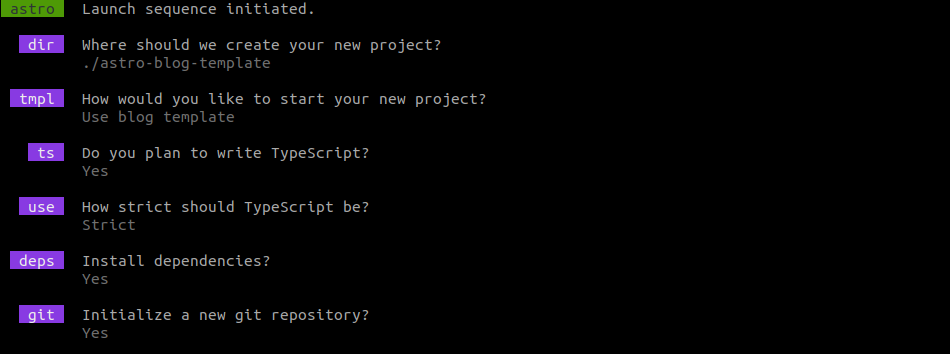 astro Launch sequence initiated.
dir Where should we create your new project?
./astro-blog-template
tmpl How would you like to start your new project?
Use blog template
ts Do you plan to write TypeScript?
Yes
use How strict should TypeScript be?
Strict
deps Install dependencies?
Yes
git Initialize a new git repository?
Yes